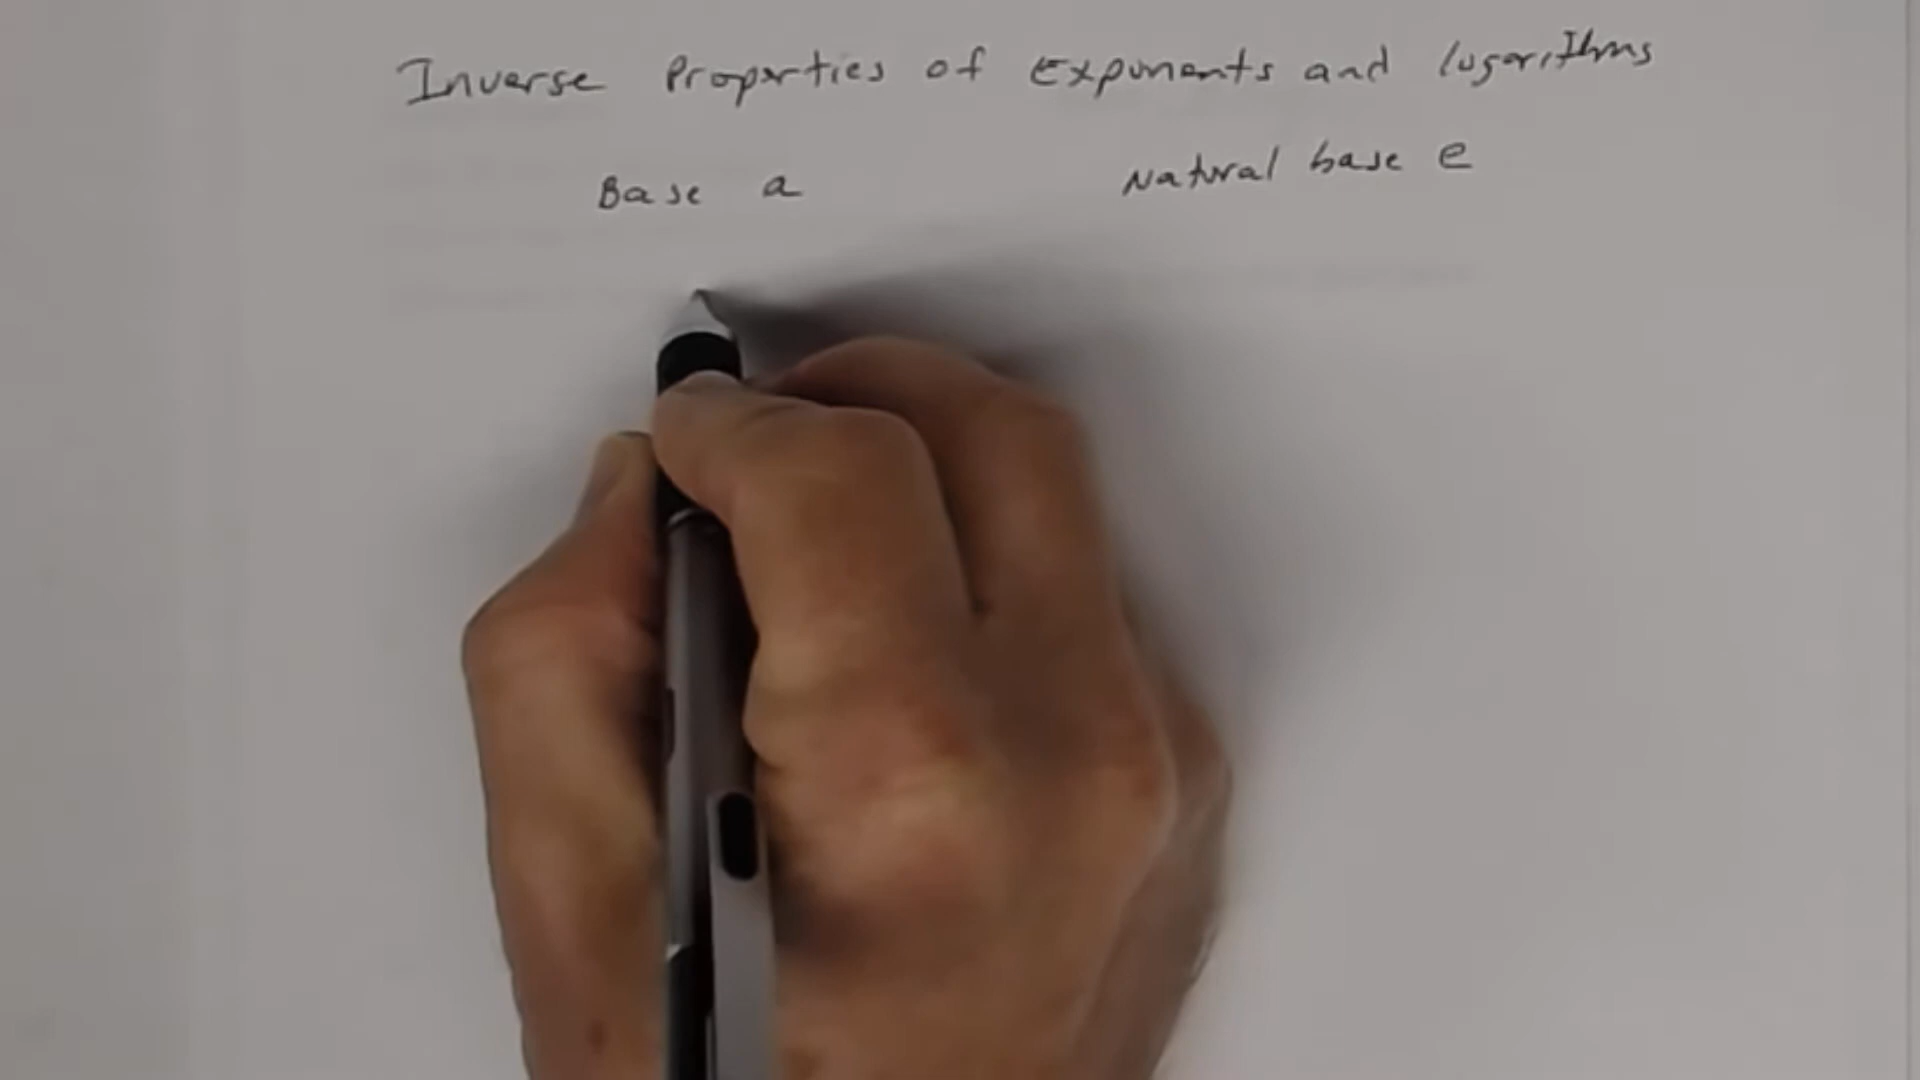 Inverse Properties of Exponents and logarithms
Base a
Natural base e